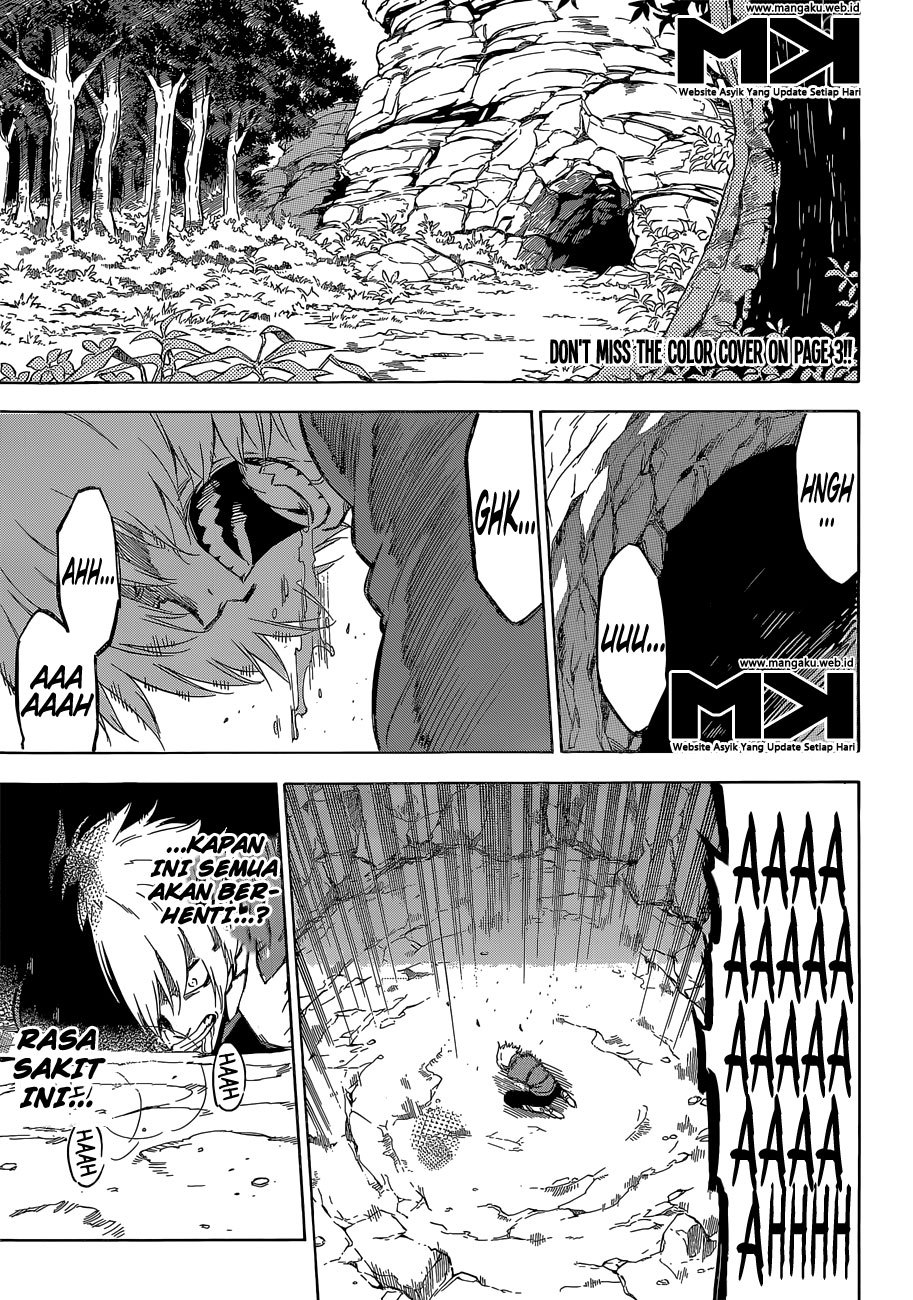 www.mangaku.web.id
MK
Website Asyik Yang Update Setiap Hari
DON'T MISS THE COLOR COVER ON PAGE 3!!
HNGH
...
UUU...
GHK...
AHH...
AAA
AAAAH
www.mangaku.web.id
MK
Website Asyik Yang Update Setiap Hari
AAAA
AAAAA
AAAAA
AAAA
AHHHH
...KAPAN
INI SEMUA
AKAN BER-
HENTI...?
RASA
SAKIT
INI...
HAAH
HAAH